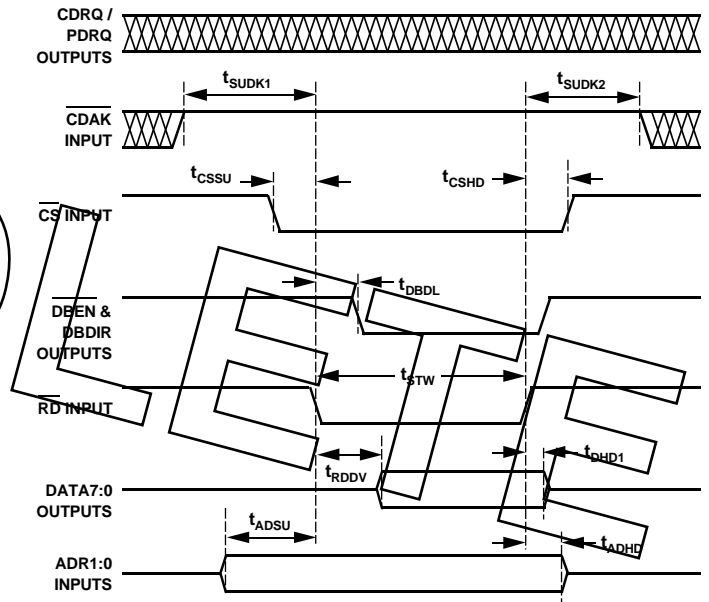 CDRQ /
PDRQ
OUTPUTS
tSUDK1
tSUDK2
CDAK
INPUT
tCSSU
tCSHD
CS INPUT
tDBDL
DBEN &
DBDIR
OUTPUTS
tSTW
RD INPUT
tRDDV
tDHD1
DATA7:0
OUTPUTS
tADSU
tADHD
ADR1:0
INPUTS
LETE